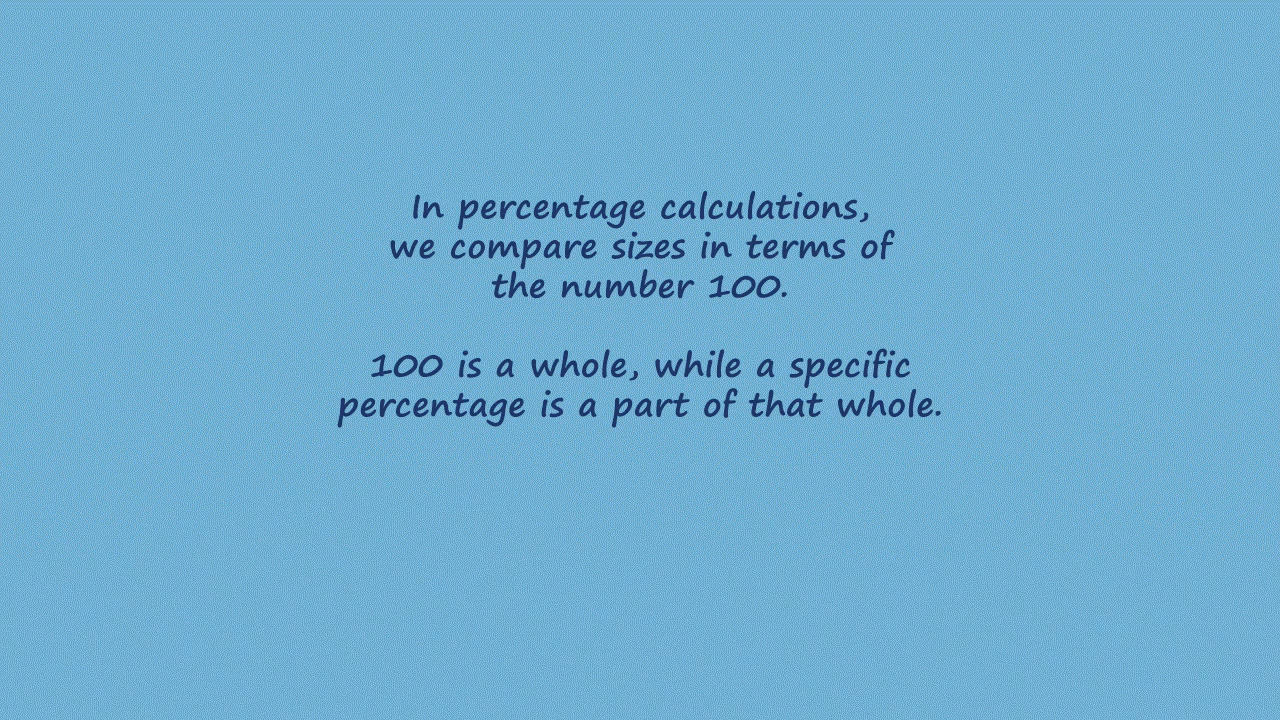 In percentage calculations,
we compare sizes in terms of
the number 100.
100 is a whole, while a specific
percentage is a part of that whole.